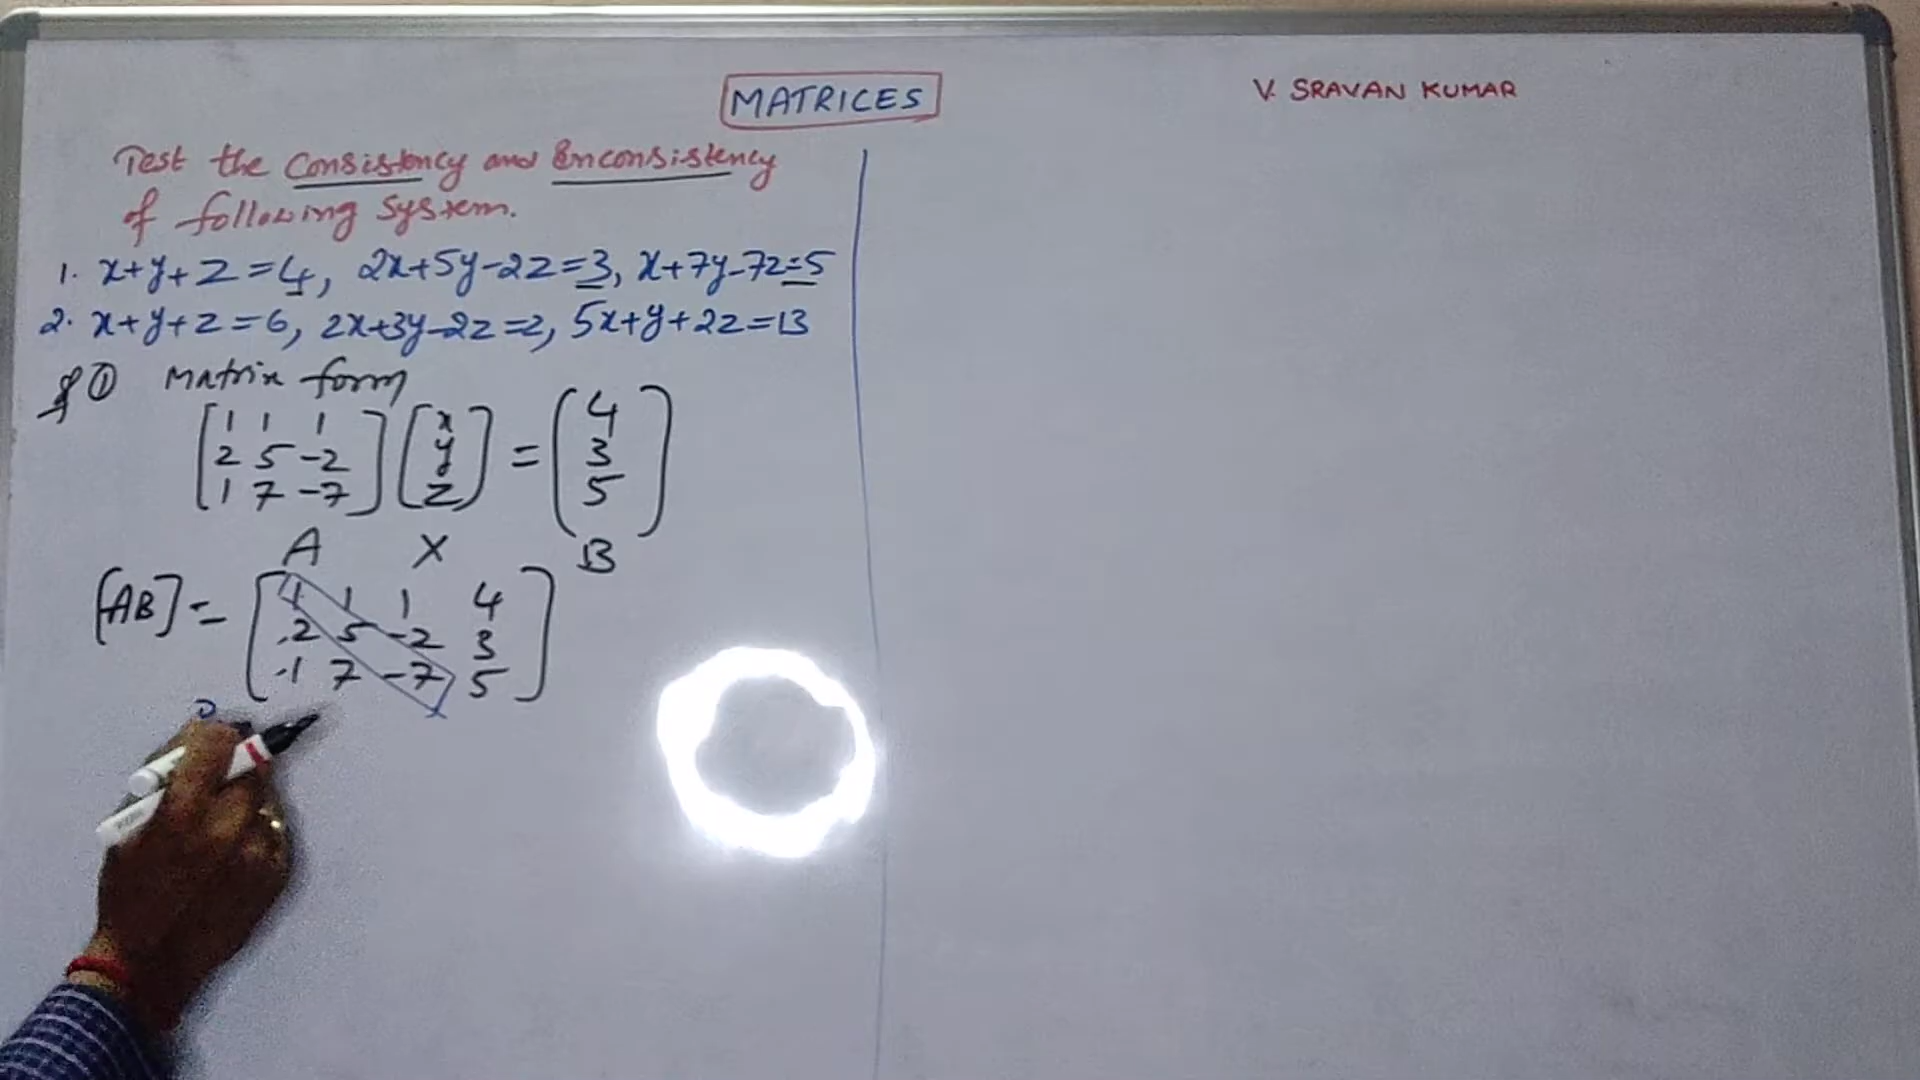 MATRICES
V. SRAVAN KUMAR
Test the Consistency and Inconsistency
of following System.
1. x+y+z=4, 2x+5y-2z=3, x+7y-7z=5
2. x+y+z=6, 2x+3y-2z=2, 5x+y+2z=13
① Matrix form
[1 1 1] [x] = [4]
[2 5 -2] [y] [3]
[1 7 -7] [z] [5]
A X B
[AB] = [1 1 1 4]
[2 5 -2 3]
[1 7 -7 5]